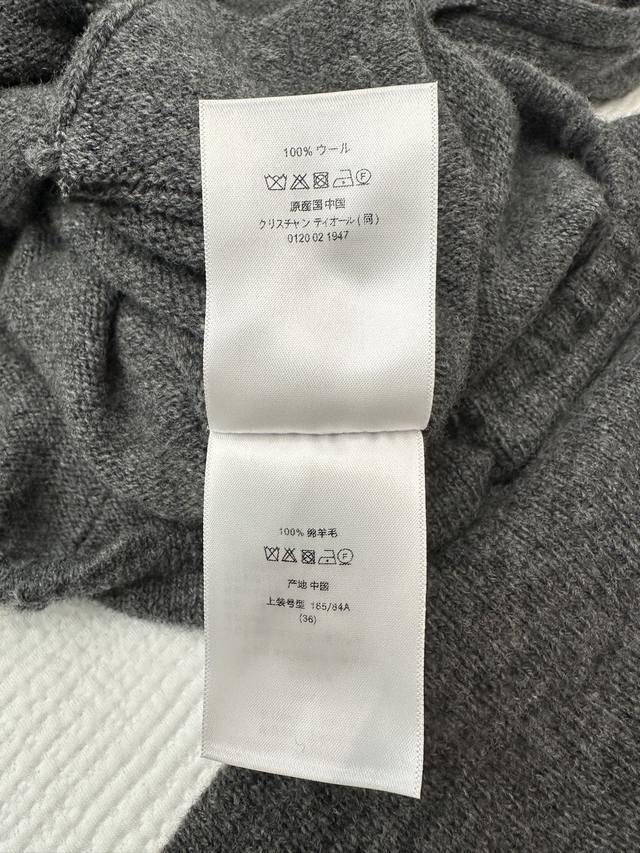 100% ウール
原産国 中国
クリスチャン ディオール(同)
0120 02 1947
100% 绵羊毛
产地 中国
上装号型 165/84A
(36)